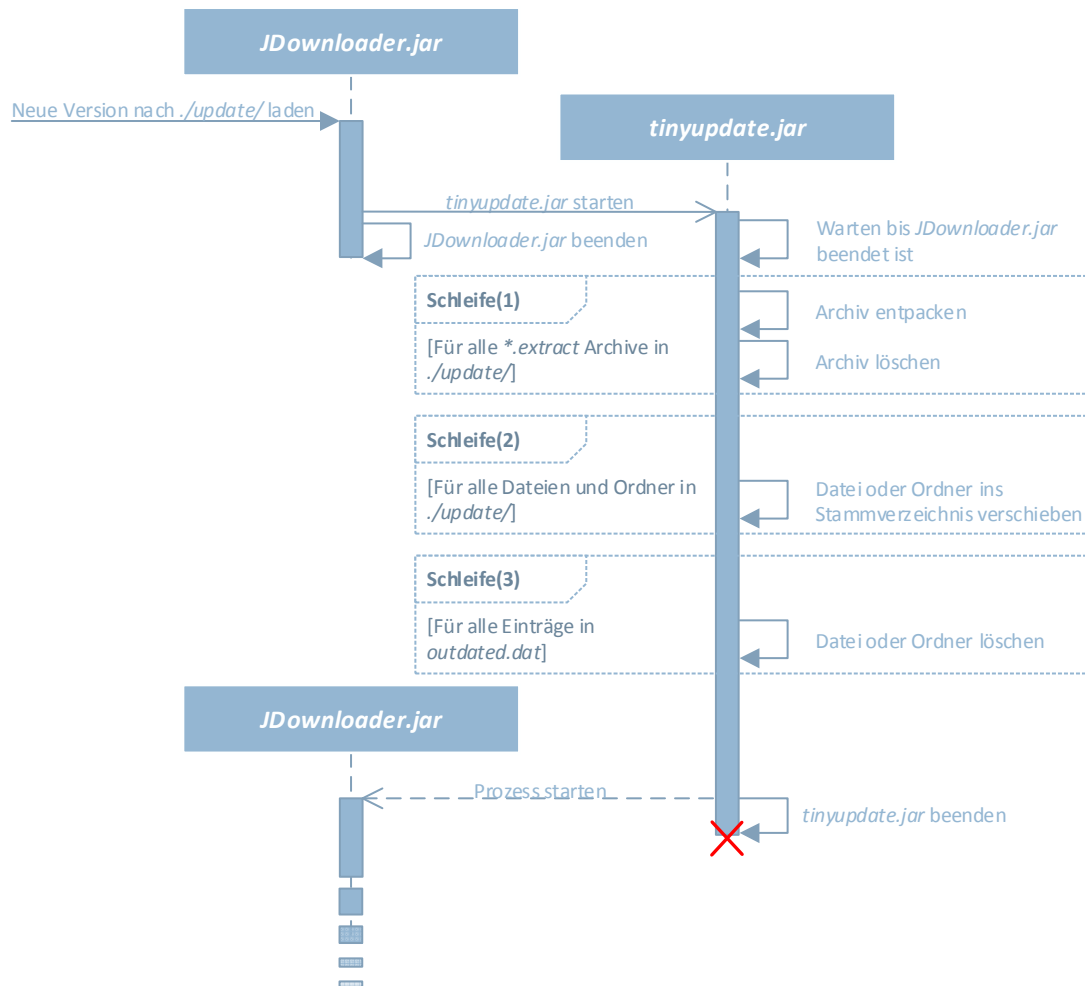 JDownloader.jar
Neue Version nach ./update/ laden
tinyupdate.jar
tinyupdate.jar starten
JDownloader.jar beenden
Warten bis JDownloader.jar
beendet ist
Schleife(1)
[Für alle *.extract Archive in
./update/]
Archiv entpacken
Archiv löschen
Schleife(2)
[Für alle Dateien und Ordner in
./update/]
Datei oder Ordner ins
Stammverzeichnis verschieben
Schleife(3)
[Für alle Einträge in
outdated.dat]
Datei oder Ordner löschen
JDownloader.jar
Prozess starten
tinyupdate.jar beenden